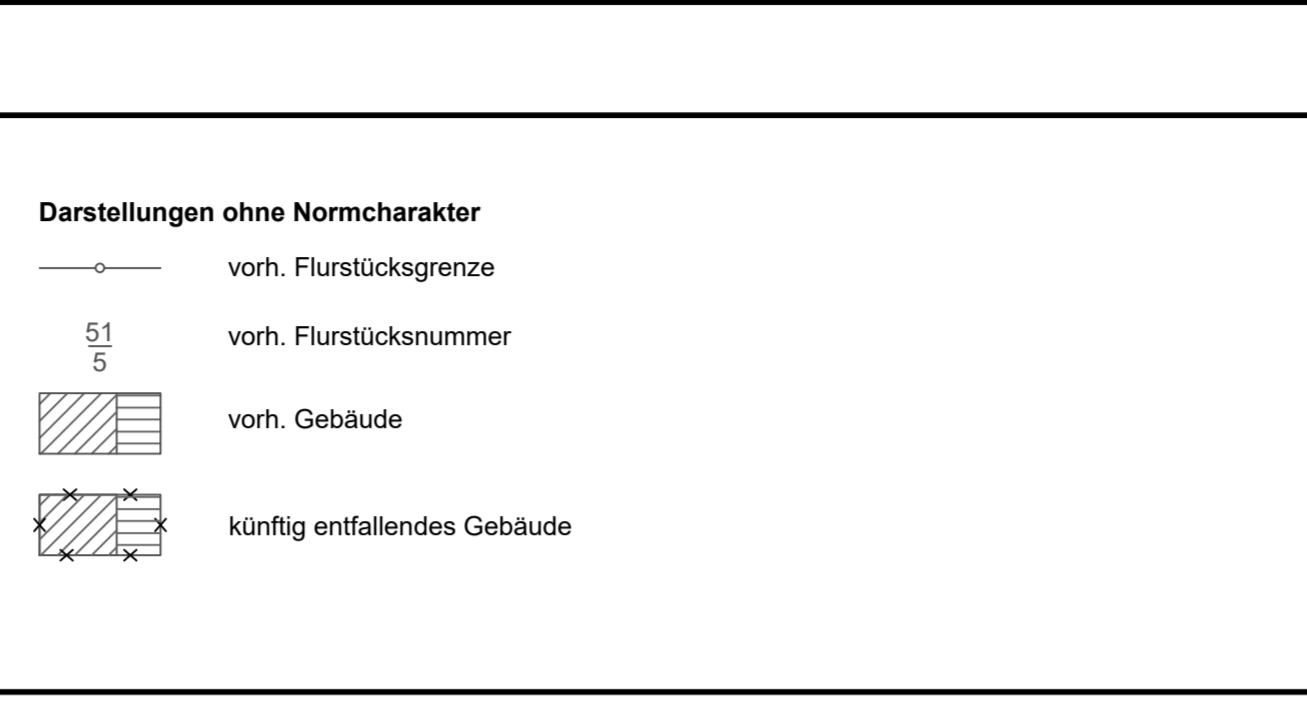 Darstellungen ohne Normcharakter
vorh. Flurstücksgrenze
51
5
vorh. Flurstücksnummer
vorh. Gebäude
künftig entfallendes Gebäude